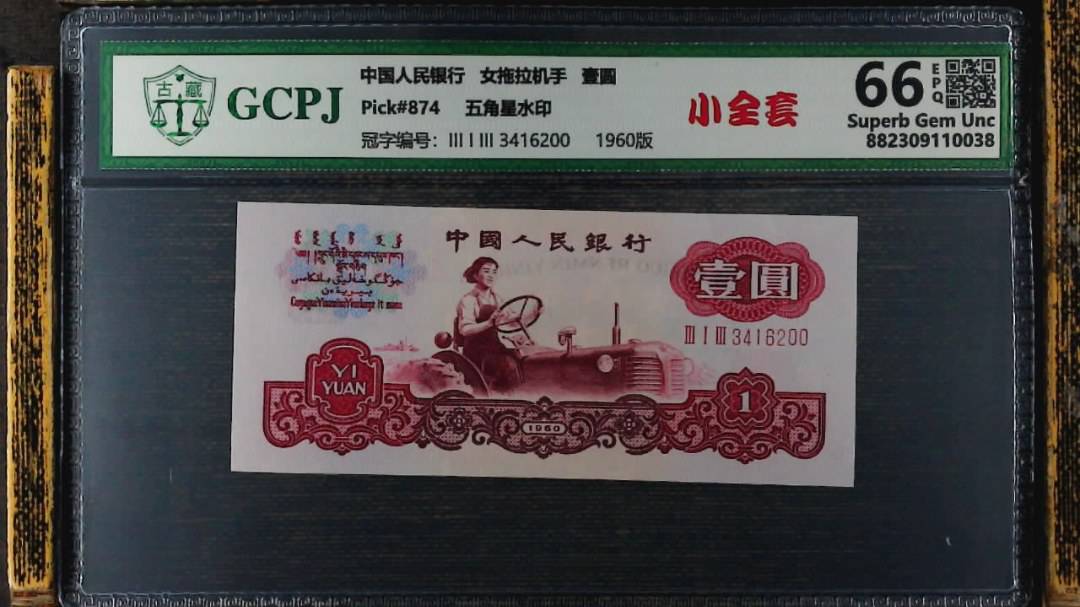 古藏
GCPJ
中国人民银行 女拖拉机手 壹圆
Pick#874 五角星水印
冠字编号: III I III 3416200 1960版
小全套
66
EPQ
Superb Gem Unc
882309110038
中國人民銀行
壹圓
III I III 3416200
YI
YUAN
1960
1